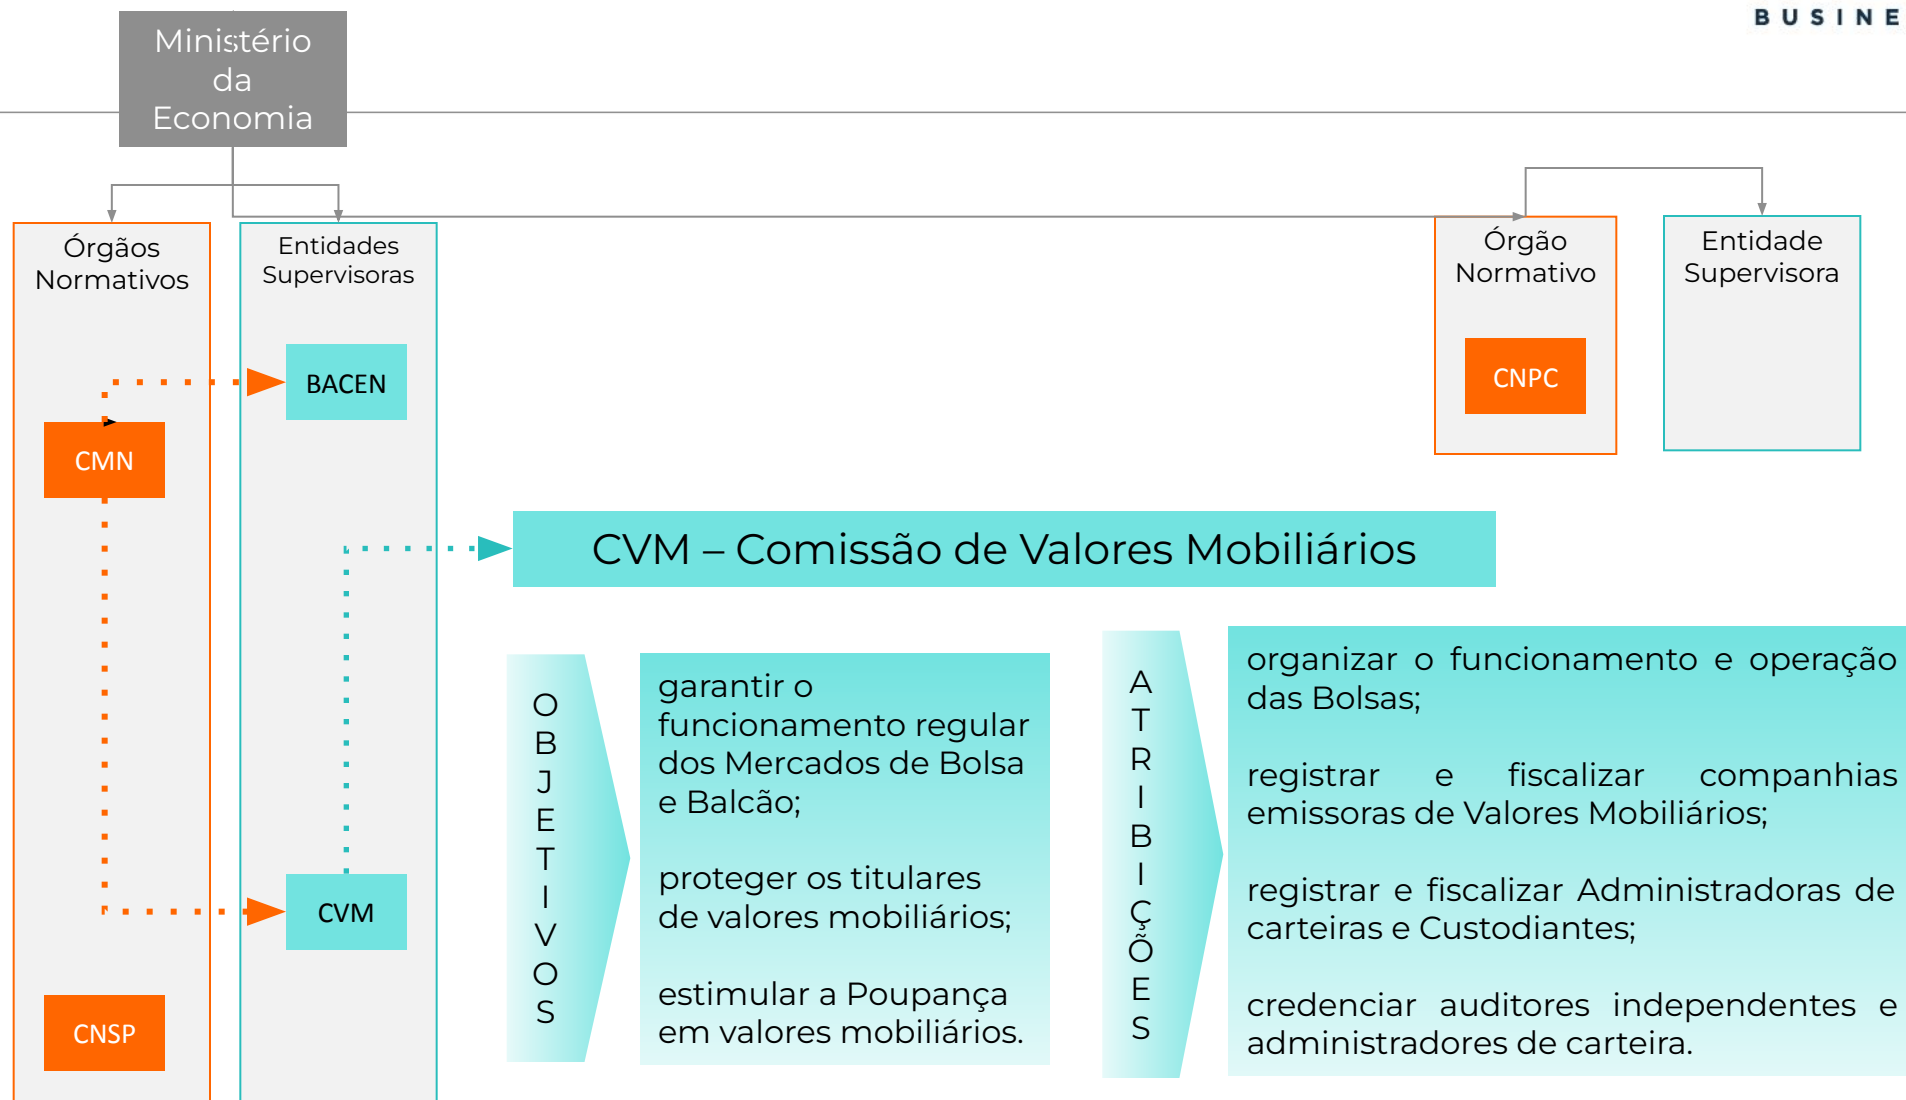 BUSINE
Ministério
da
Economia
Órgãos
Normativos
Entidades
Supervisoras
Órgão
Normativo
Entidade
Supervisora
BACEN
CNPC
CMN
CVM – Comissão de Valores Mobiliários
CVM
CNSP
OBJETIVOS
garantir o
funcionamento regular
dos Mercados de Bolsa
e Balcão;
proteger os titulares
de valores mobiliários;
estimular a Poupança
em valores mobiliários.
ATRIBIÇÕES
organizar o funcionamento e operação
das Bolsas;
registrar e fiscalizar companhias
emissoras de Valores Mobiliários;
registrar e fiscalizar Administradoras de
carteiras e Custodiantes;
credenciar auditores independentes e
administradores de carteira.